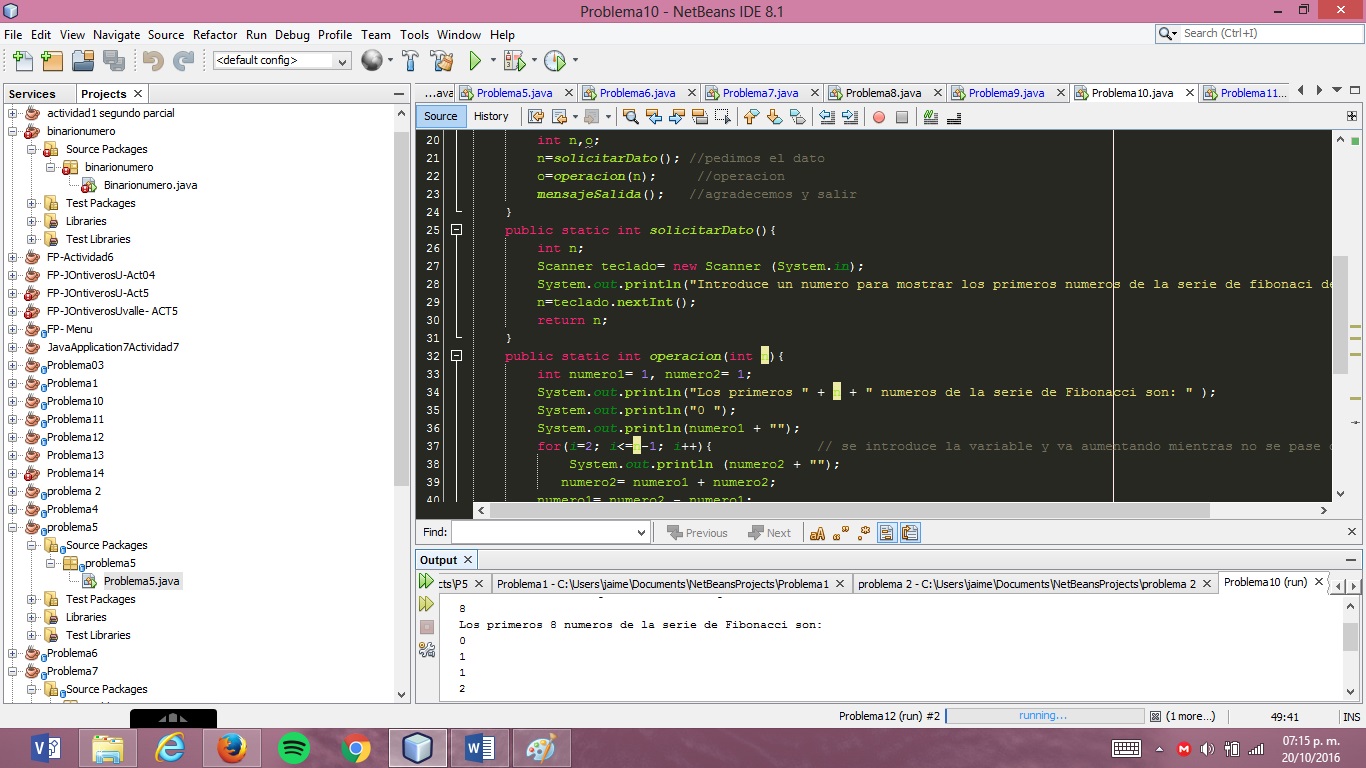 Problema10 - NetBeans IDE 8.1
File Edit View Navigate Source Refactor Run Debug Profile Team Tools Window Help
Search (Ctrl+I)
<default config>
Services Projects
actividad1 segundo parcial
binarionumero
Source Packages
binarionumero
Binarionumero.java
Test Packages
Libraries
Test Libraries
FP-Actividad6
FP-JOntiverosU-Act04
FP-JOntiverosU-Act5
FP-JOntiverosUvalle- ACT5
FP- Menu
JavaApplication7Actividad7
Problema03
Problema1
Problema10
Problema11
Problema12
Problema13
Problema14
problema 2
Problema4
problema5
Source Packages
problema5
Problema5.java
Test Packages
Libraries
Test Libraries
Problema6
Problema7
Source Packages
...ava Problema5.java Problema6.java Problema7.java Problema8.java Problema9.java Problema10.java Problema11...
Source History
20 int n,o;
21 n=solicitarDato(); //pedimos el dato
22 o=operacion(n); //operacion
23 mensajeSalida(); //agradecemos y salir
24 }
25 public static int solicitarDato(){
26 int n;
27 Scanner teclado= new Scanner (System.in);
28 System.out.println("Introduce un numero para mostrar los primeros numeros de la serie de fibonaci de
29 n=teclado.nextInt();
30 return n;
31 }
32 public static int operacion(int n){
33 int numero1= 1, numero2= 1;
34 System.out.println("Los primeros " + n + " numeros de la serie de Fibonacci son: " );
35 System.out.println("0 ");
36 System.out.println(numero1 + "");
37 for(i=2; i<=n-1; i++){ // se introduce la variable y va aumentando mientras no se pase
38 System.out.println (numero2 + "");
39 numero2= numero1 + numero2;
40 numero1= numero2 - numero1;
Find: Previous Next
Output
cts\P5 Problema1 - C:\Users\jaime\Documents\NetBeansProjects\Problema1 problema 2 - C:\Users\jaime\Documents\NetBeansProjects\problema 2 Problema10 (run)
8
Los primeros 8 numeros de la serie de Fibonacci son:
0
1
1
2
Problema12 (run) #2 running... (1 more...) 49:41 INS
07:15 p. m.
20/10/2016